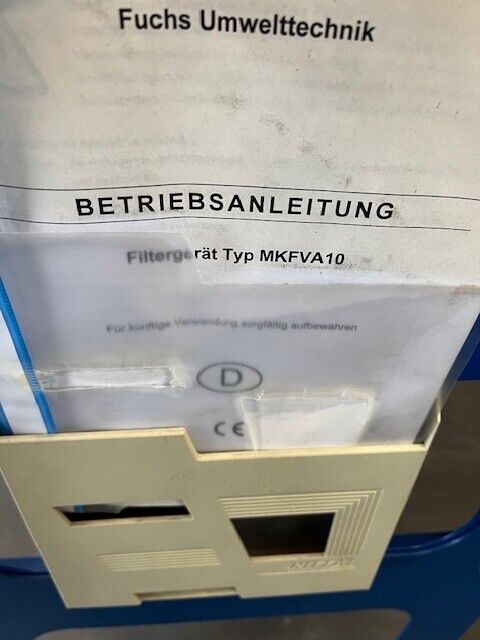 Fuchs Umwelttechnik
BETRIEBSANLEITUNG
Filtergerät Typ MKFVA10
Für künftige Verwendung sorgfältig aufbewahren
D
CE